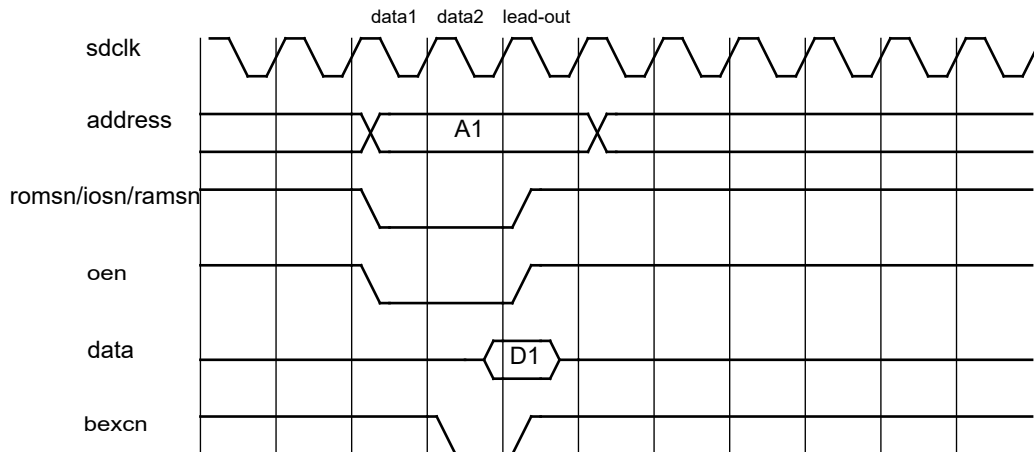 data1 data2 lead-out
sdclk
address
A1
romsn/iosn/ramsn
oen
data
D1
bexcn